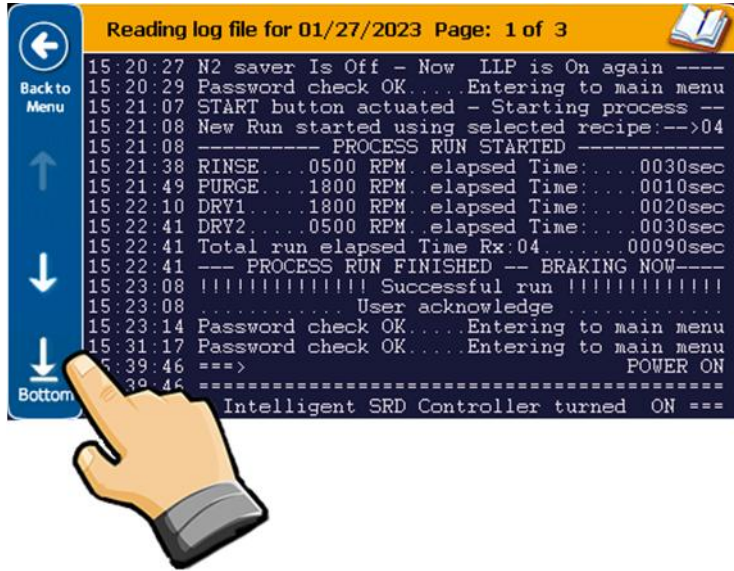 Reading log file for 01/27/2023 Page: 1 of 3
Back to
Menu
Bottom
15:20:27 N2 saver Is Off - Now LLP is On again ----
15:20:29 Password check OK.....Entering to main menu
15:21:07 START button actuated - Starting process --
15:21:08 New Run started using selected recipe:-->04
15:21:08 ---------- PROCESS RUN STARTED ------------
15:21:38 RINSE....0500 RPM..elapsed Time:....0030sec
15:21:49 PURGE....1800 RPM..elapsed Time:....0010sec
15:22:10 DRY1.....1800 RPM..elapsed Time:....0020sec
15:22:41 DRY2.....0500 RPM..elapsed Time:....0030sec
15:22:41 Total run elapsed Time Rx:04.......00090sec
15:22:41 --- PROCESS RUN FINISHED -- BRAKING NOW----
15:23:08 !!!!!!!!!!!!!! Successful run !!!!!!!!!!!!!
15:23:08 ............. User acknowledge .............
15:23:14 Password check OK.....Entering to main menu
15:31:17 Password check OK.....Entering to main menu
5:39:46 ===> POWER ON
39:46 ===========================================
Intelligent SRD Controller turned ON ===